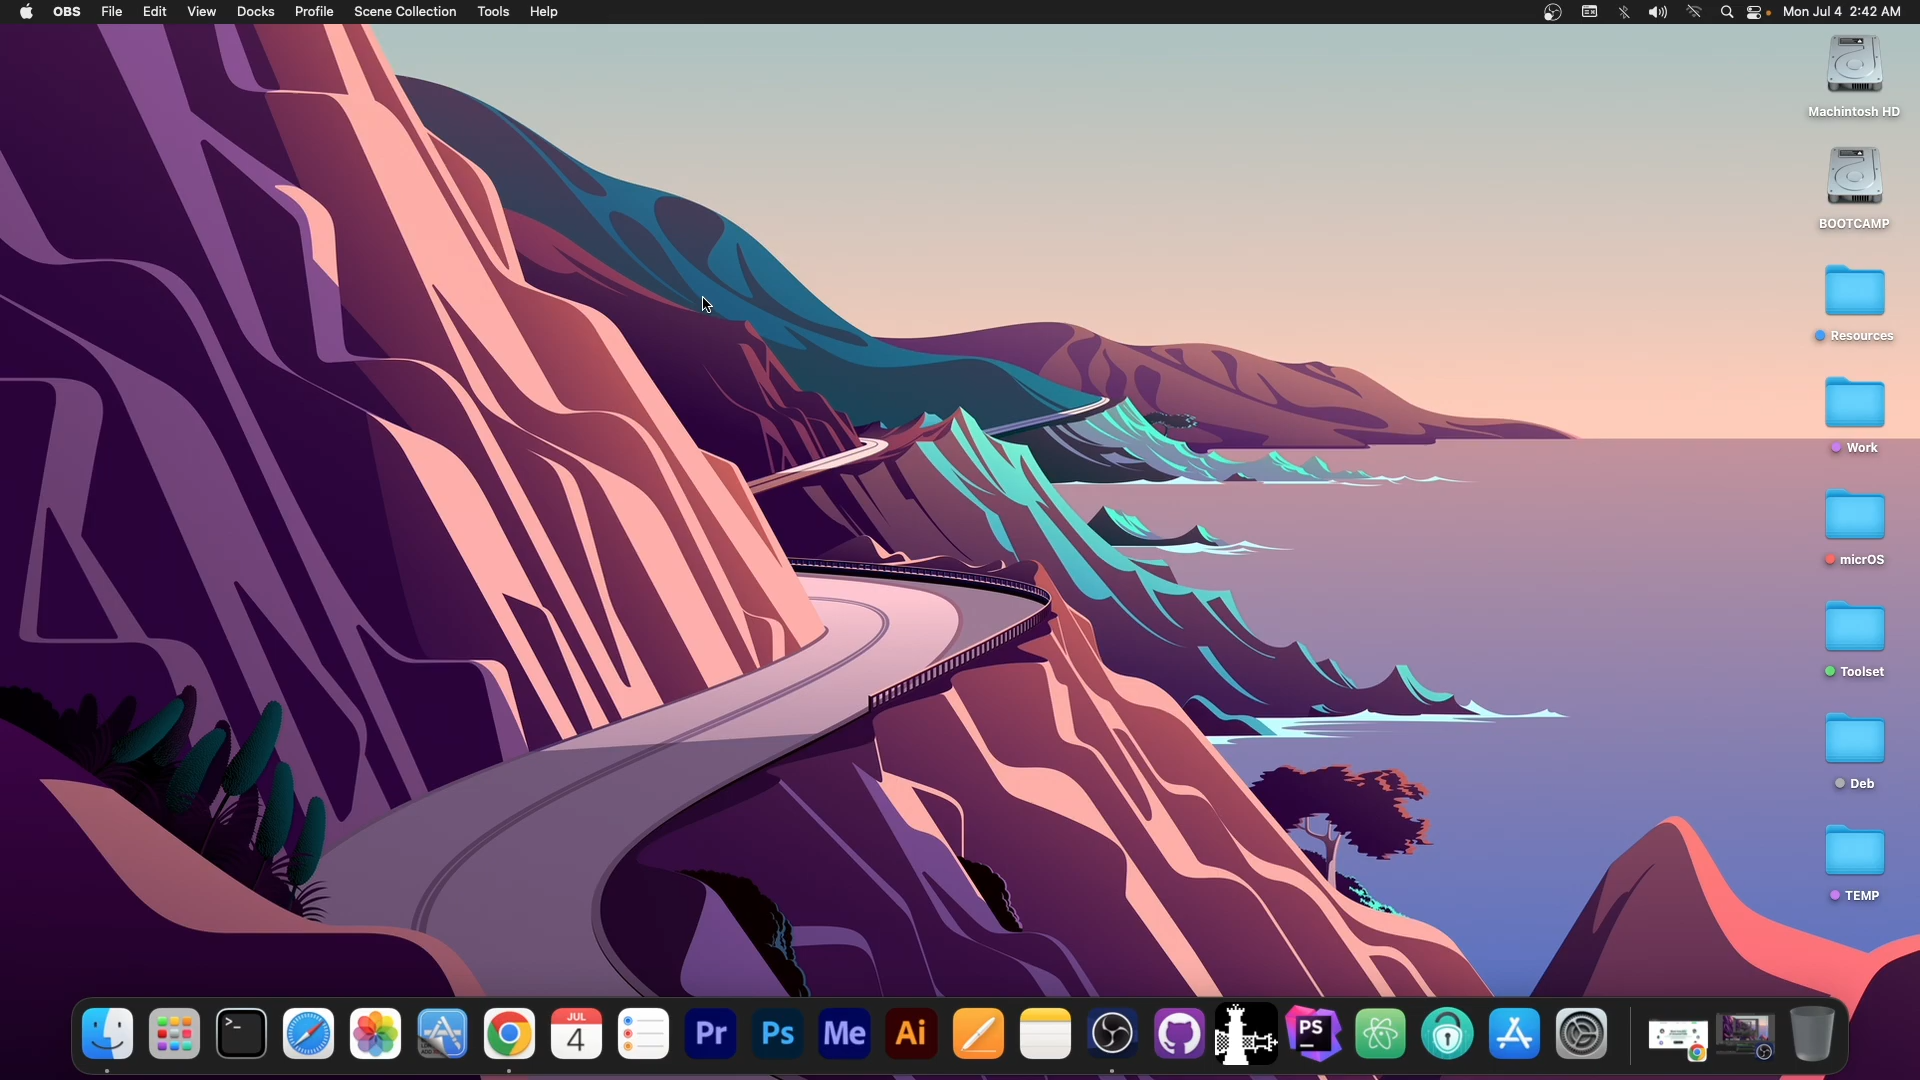 OBS File Edit View Docks Profile Scene Collection Tools Help Mon Jul 4 2:42 AM
Machintosh HD
BOOTCAMP
Resources
Work
micrOS
Toolset
Deb
TEMP
JUL
4
Pr
Ps
Me
Ai
PS